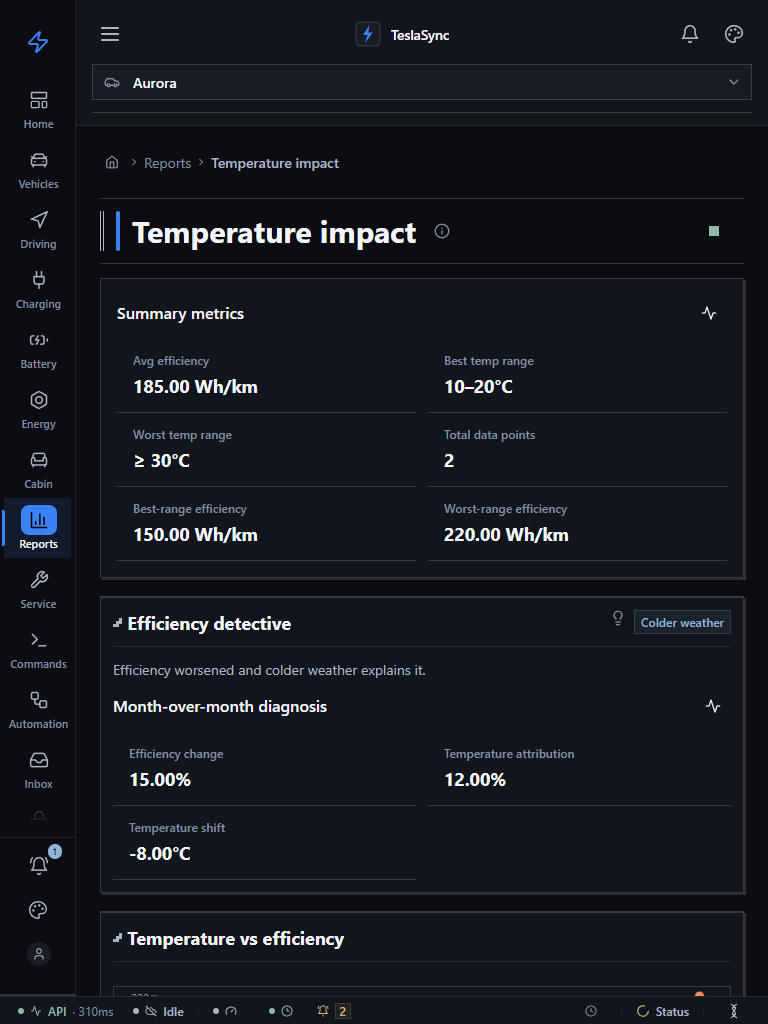 TeslaSync
Aurora
Home
Vehicles
Driving
Charging
Battery
Energy
Cabin
Reports
Service
Commands
Automation
Inbox
1
Reports > Temperature impact
Temperature impact
Summary metrics
Avg efficiency
185.00 Wh/km
Best temp range
10–20°C
Worst temp range
≥ 30°C
Total data points
2
Best-range efficiency
150.00 Wh/km
Worst-range efficiency
220.00 Wh/km
Efficiency detective
Colder weather
Efficiency worsened and colder weather explains it.
Month-over-month diagnosis
Efficiency change
15.00%
Temperature attribution
12.00%
Temperature shift
-8.00°C
Temperature vs efficiency
API · 310ms
Idle
2
Status